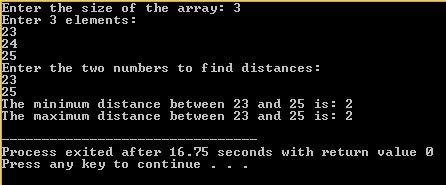 Enter the size of the array: 3
Enter 3 elements:
23
24
25
Enter the two numbers to find distances:
23
25
The minimum distance between 23 and 25 is: 2
The maximum distance between 23 and 25 is: 2
--------------------------------
Process exited after 16.75 seconds with return value 0
Press any key to continue . . .